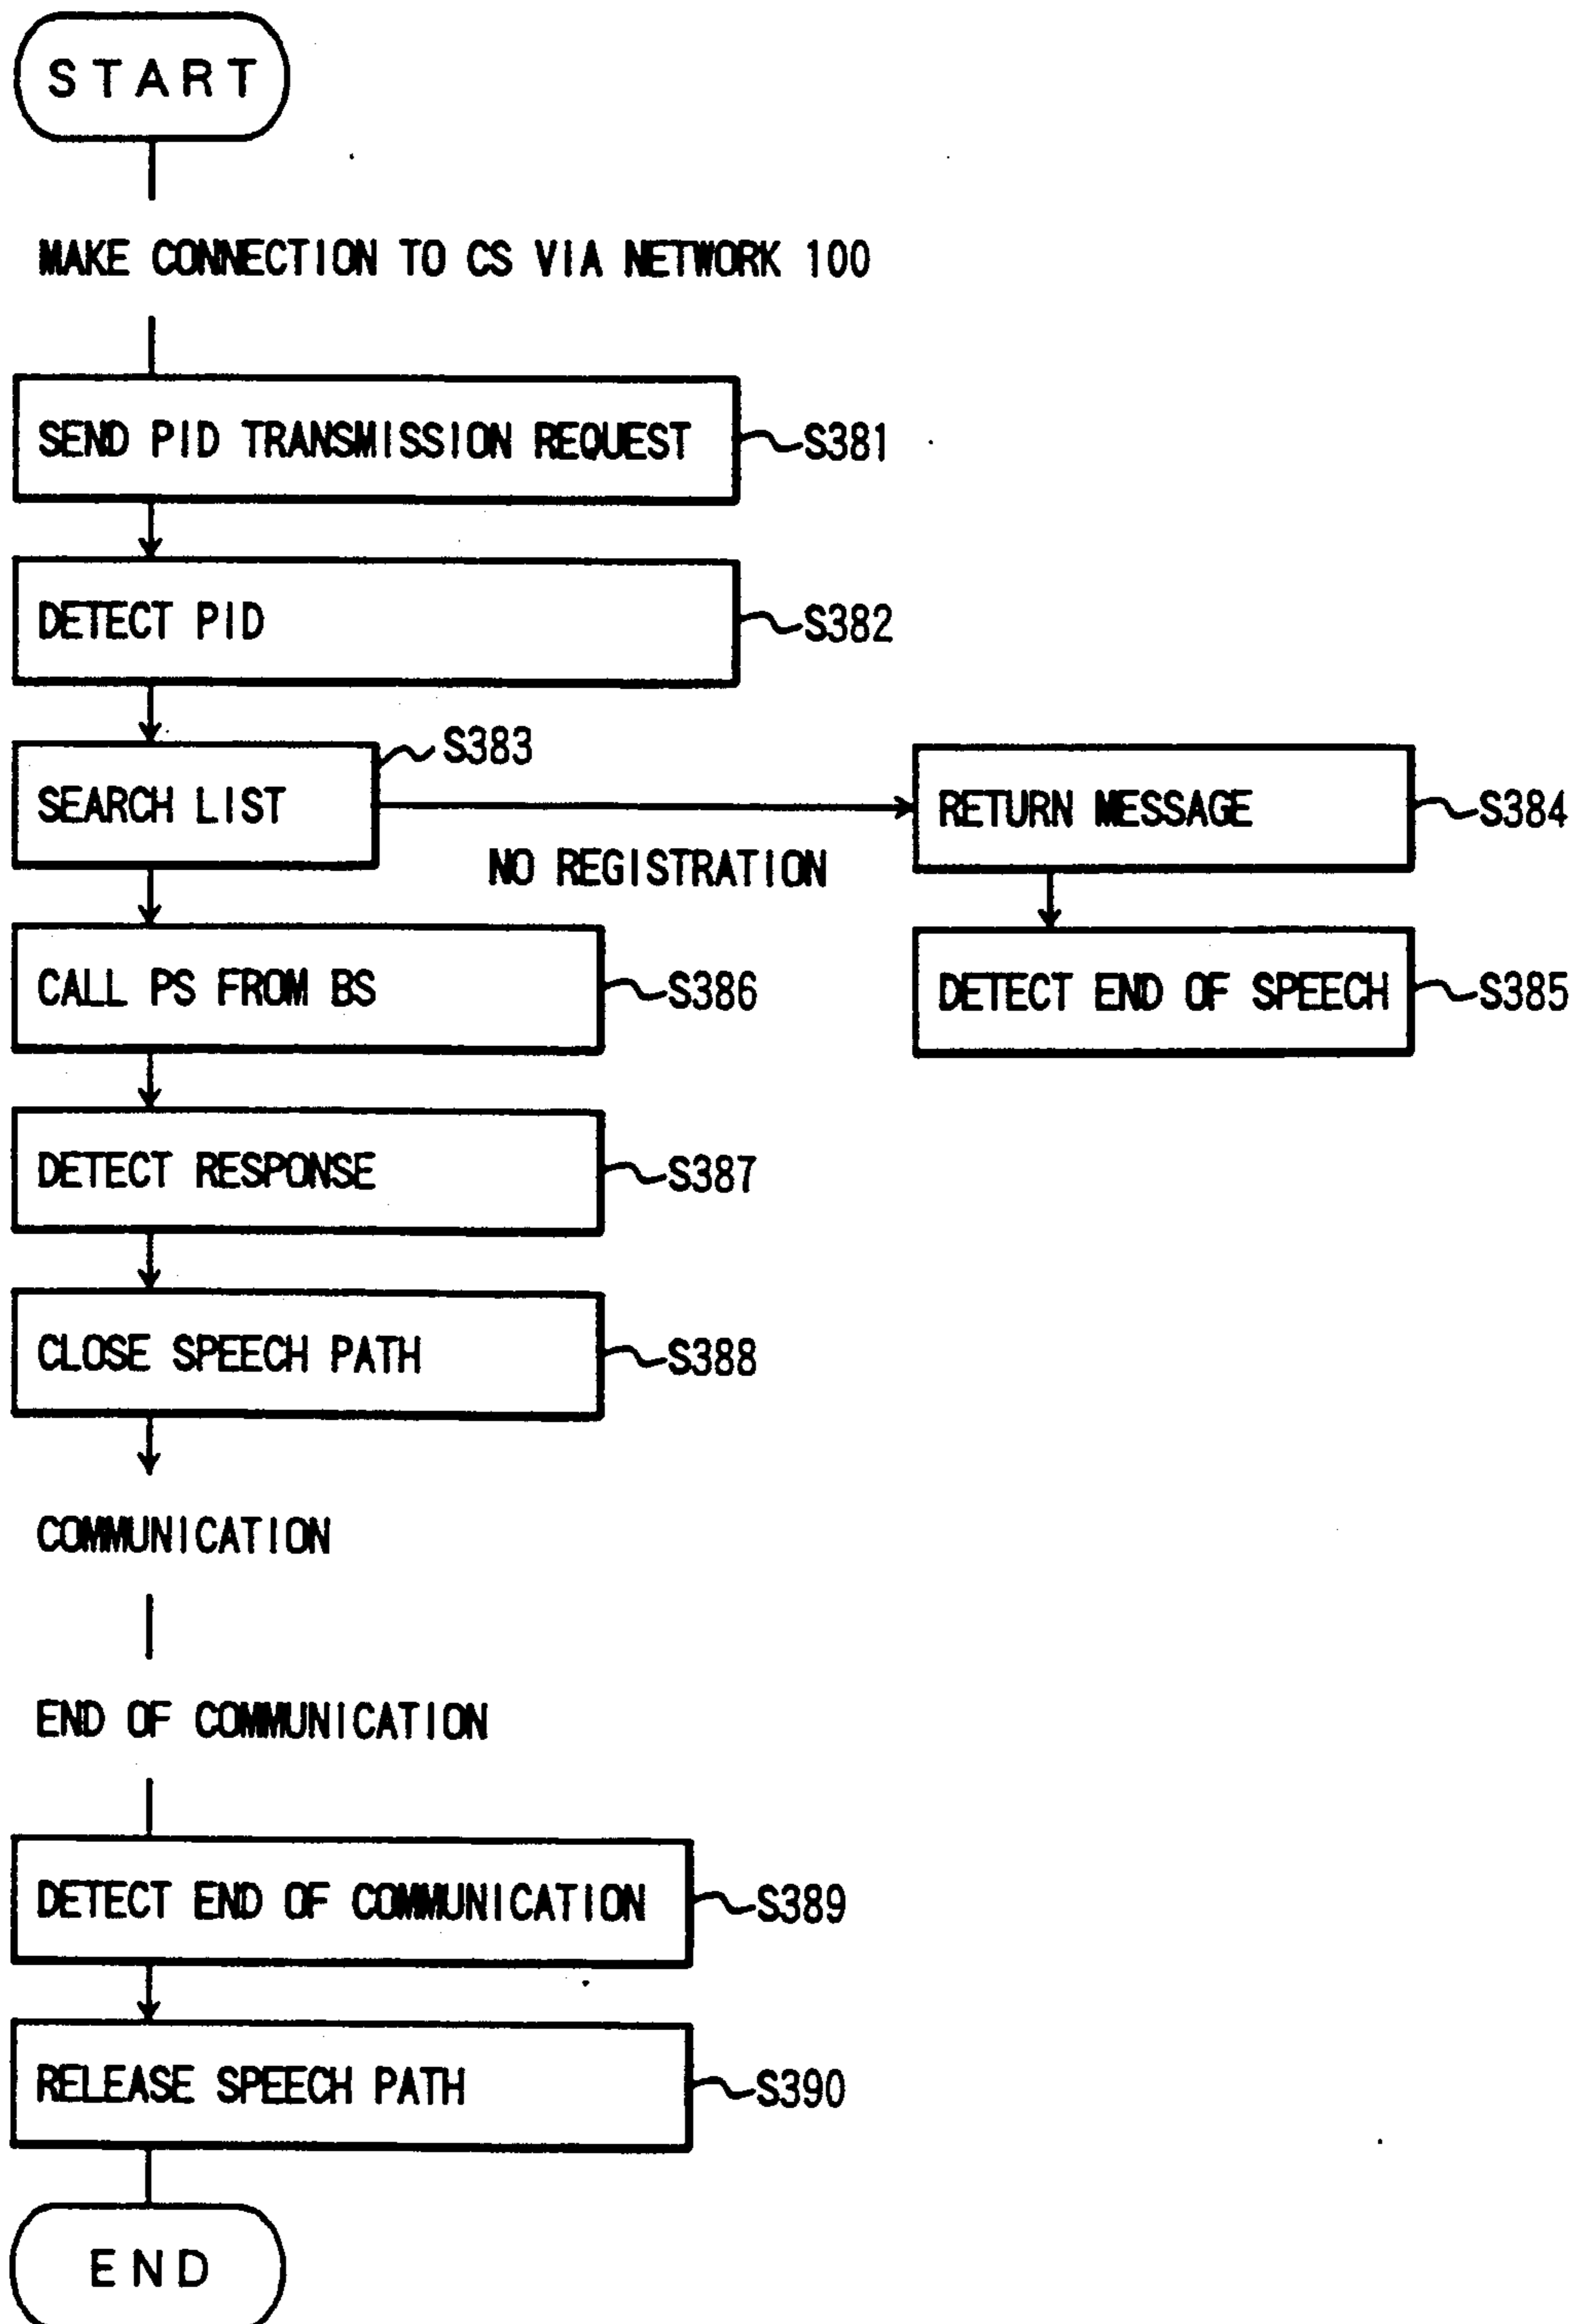 START
MAKE CONNECTION TO CS VIA NETWORK 100
SEND PID TRANSMISSION REQUEST
S381
DETECT PID
S382
S383
SEARCH LIST
RETURN MESSAGE
S384
NO REGISTRATION
CALL PS FROM BS
S386
DETECT END OF SPEECH
S385
DETECT RESPONSE
S387
CLOSE SPEECH PATH
S388
COMMUNICATION
END OF COMMUNICATION
DETECT END OF COMMUNICATION
S389
RELEASE SPEECH PATH
S390
END